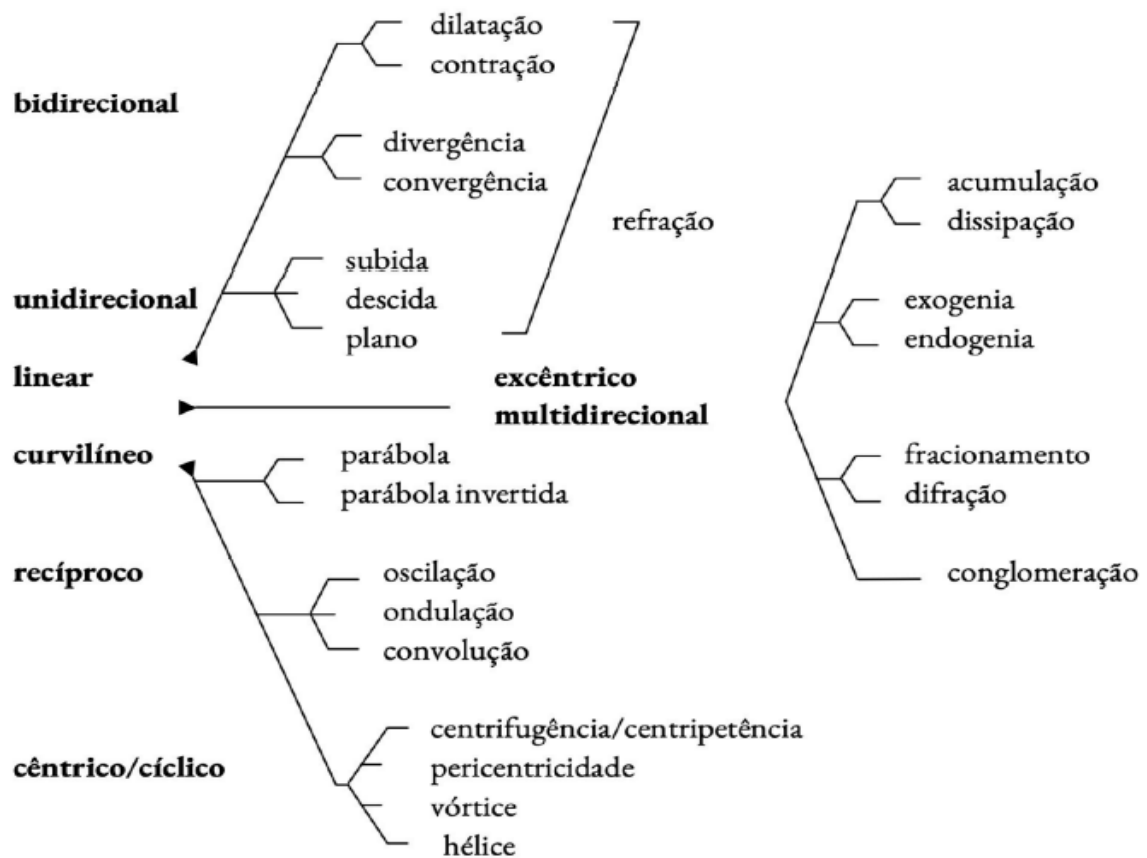 dilatação
contração
bidirecional
divergência
convergência
refração
acumulação
dissipação
subida
unidirecional
descida
plano
exogenia
endogenia
linear
excêntrico
multidirecional
curvilíneo
parábola
parábola invertida
fracionamento
difração
recíproco
oscilação
ondulação
convolução
conglomeração
cêntrico/cíclico
centrifugência/centripetência
pericentricidade
vórtice
hélice